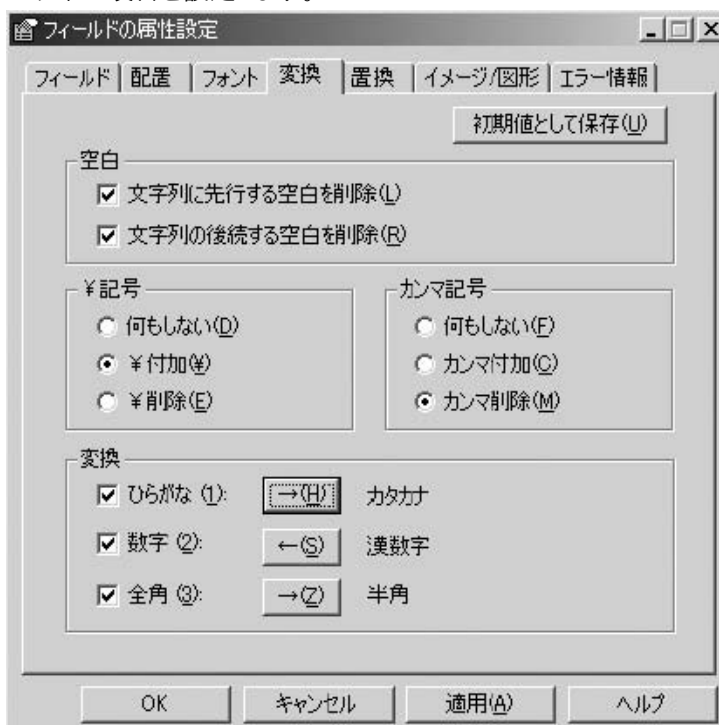 フィールドの属性設定
フィールド 配置 フォント 変換 置換 イメージ/図形 エラー情報
初期値として保存(U)
空白
文字列に先行する空白を削除(L)
文字列の後続する空白を削除(R)
¥記号
何もしない(D)
¥付加(¥)
¥削除(E)
カンマ記号
何もしない(F)
カンマ付加(C)
カンマ削除(M)
変換
ひらがな (1): →(H) カタカナ
数字 (2): ←(S) 漢数字
全角 (3): →(Z) 半角
OK キャンセル 適用(A) ヘルプ